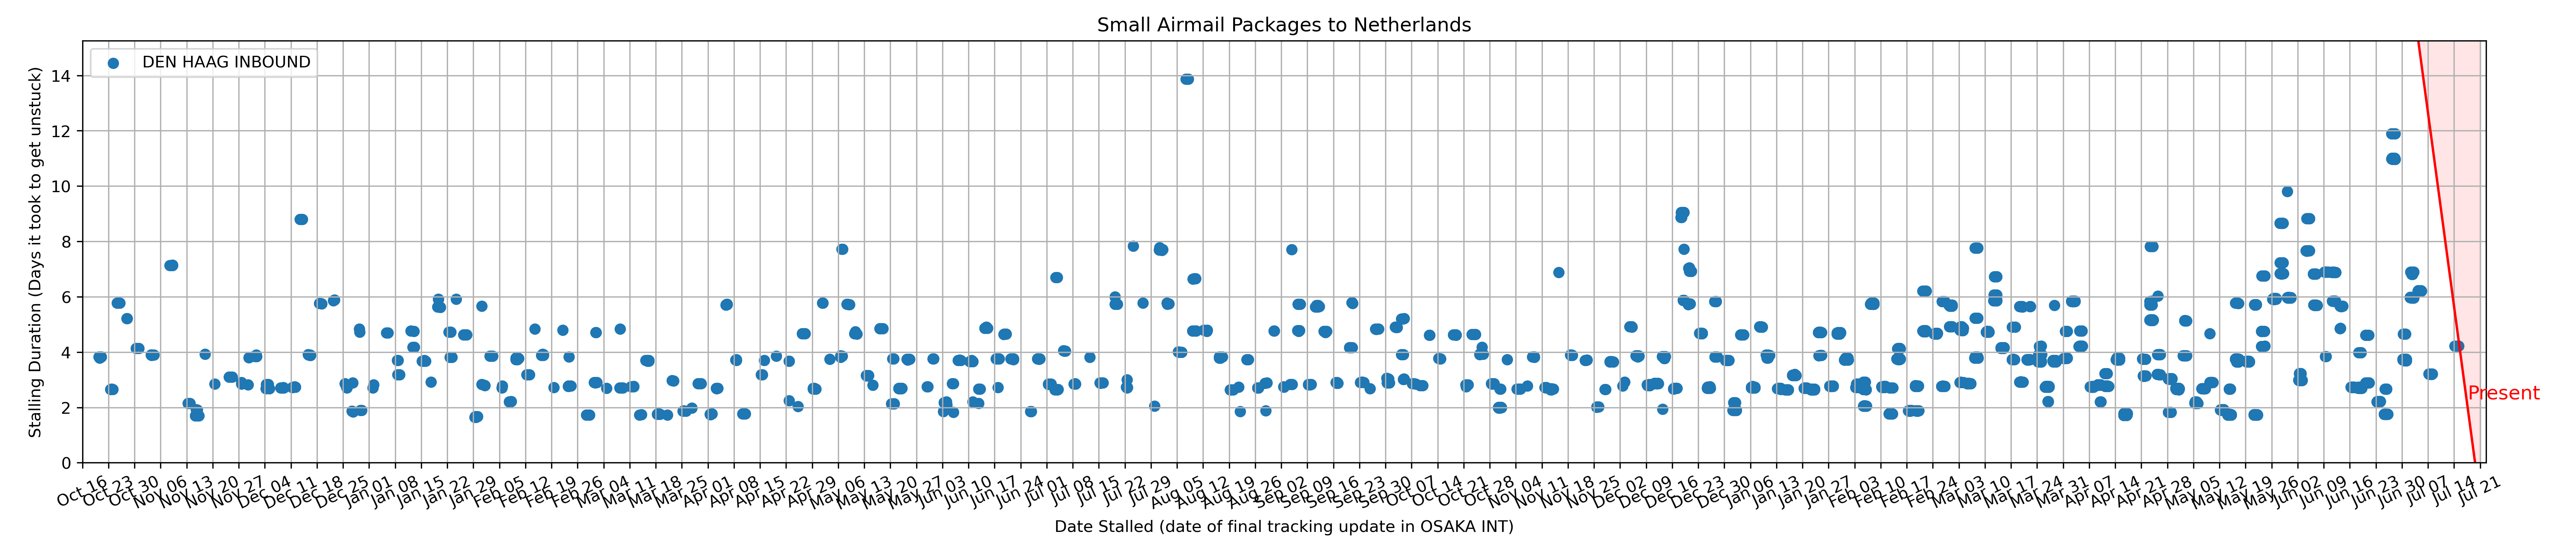 Small Airmail Packages to Netherlands
DEN HAAG INBOUND
Stalling Duration (Days it took to get unstuck)
14
12
10
8
6
4
2
0
Present
Oct 16
Oct 23
Oct 30
Nov 06
Nov 13
Nov 20
Nov 27
Dec 04
Dec 11
Dec 18
Dec 25
Jan 01
Jan 08
Jan 15
Jan 22
Jan 29
Feb 05
Feb 12
Feb 19
Feb 26
Mar 04
Mar 11
Mar 18
Mar 25
Apr 01
Apr 08
Apr 15
Apr 22
Apr 29
May 06
May 13
May 20
May 27
Jun 03
Jun 10
Jun 17
Jun 24
Jul 01
Jul 08
Jul 15
Jul 22
Jul 29
Aug 05
Aug 12
Aug 19
Aug 26
Sep 02
Sep 09
Sep 16
Sep 23
Sep 30
Oct 07
Oct 14
Oct 21
Oct 28
Nov 04
Nov 11
Nov 18
Nov 25
Dec 02
Dec 09
Dec 16
Dec 23
Dec 30
Jan 06
Jan 13
Jan 20
Jan 27
Feb 03
Feb 10
Feb 17
Feb 24
Mar 03
Mar 10
Mar 17
Mar 24
Mar 31
Apr 07
Apr 14
Apr 21
Apr 28
May 05
May 12
May 19
May 26
Jun 02
Jun 09
Jun 16
Jun 23
Jun 30
Jul 07
Jul 14
Jul 21
Date Stalled (date of final tracking update in OSAKA INT)